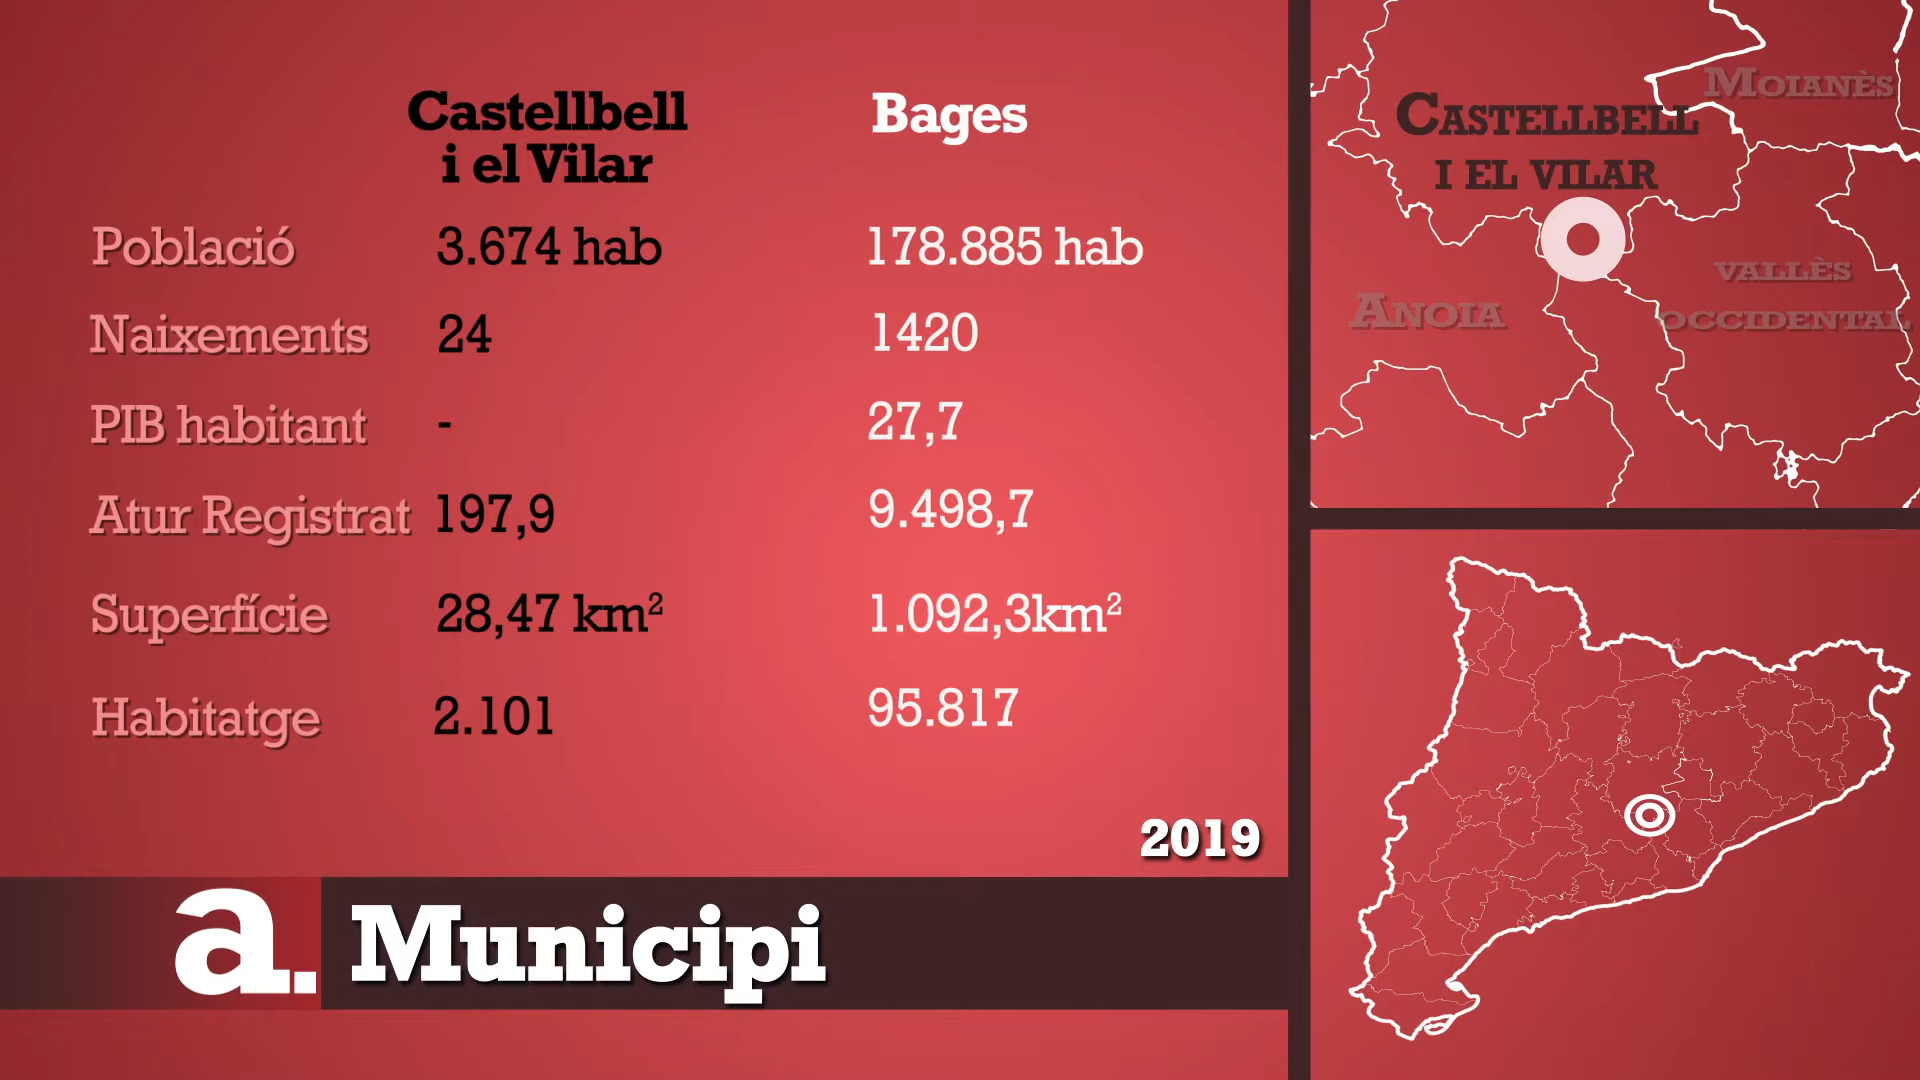 Castellbell
i el Vilar
Bages
Població 3.674 hab 178.885 hab
Naixements 24 1420
PIB habitant - 27,7
Atur Registrat 197,9 9.498,7
Superfície 28,47 km² 1.092,3km²
Habitatge 2.101 95.817
2019
a. Municipi
MOIANÈS
CASTELLBELL
I EL VILAR
VALLÈS
OCCIDENTAL
ANOIA